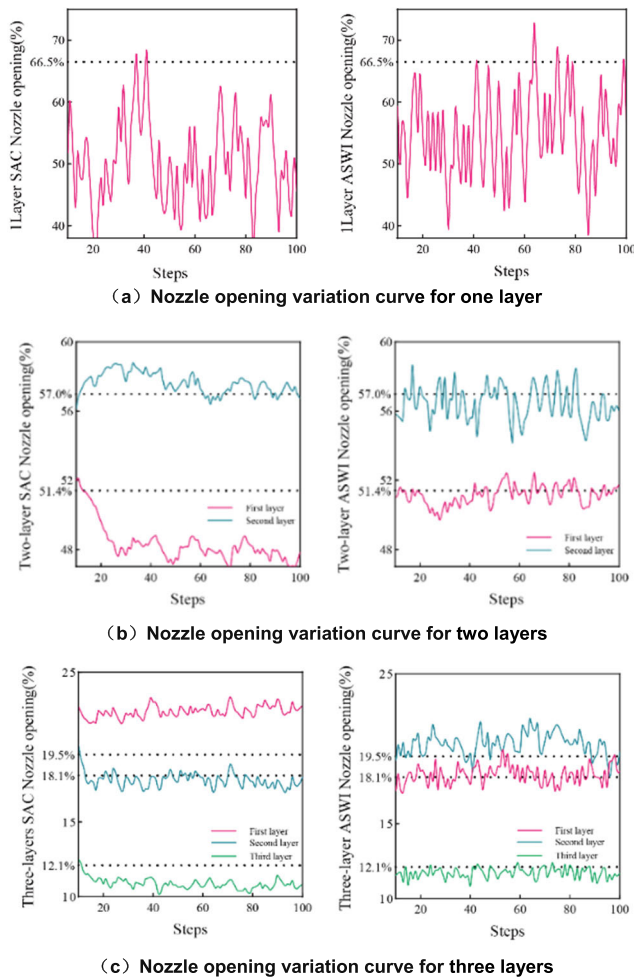 1Layer SAC Nozzle opening(%)
70
66.5%
60
50
40
20
40
60
80
100
Steps
1Layer ASWI Nozzle opening(%)
70
66.5%
60
50
40
20
40
60
80
100
Steps
（a）Nozzle opening variation curve for one layer
Two-layer SAC Nozzle opening(%)
60
57.0%
56
52
51.4%
48
First layer
Second layer
20
40
60
80
100
Steps
Two-layer ASWI Nozzle opening(%)
60
57.0%
56
52
51.4%
48
First layer
Second layer
20
40
60
80
100
Steps
（b）Nozzle opening variation curve for two layers
Three-layers SAC Nozzle opening(%)
25
19.5%
18.1%
15
12.1%
10
First layer
Second layer
Third layer
20
40
60
80
100
Steps
Three-layer ASWI Nozzle opening(%)
25
19.5%
18.1%
15
12.1%
10
First layer
Second layer
Third layer
20
40
60
80
100
Steps
（c）Nozzle opening variation curve for three layers